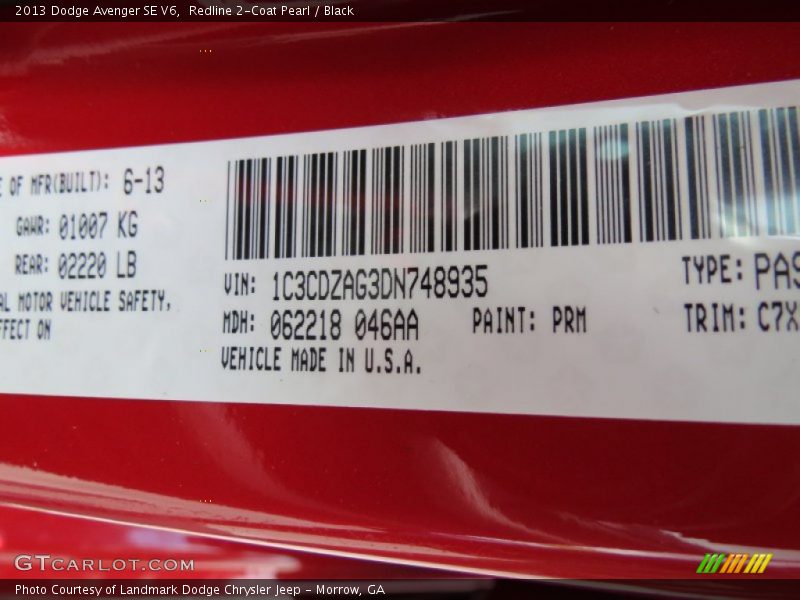 2013 Dodge Avenger SE V6,  Redline 2-Coat Pearl / Black
E OF MFR(BUILT): 6-13
GAWR: 01007 KG
REAR: 02220 LB
AL MOTOR VEHICLE SAFETY,
FFECT ON
VIN: 1C3CDZAG3DN748935
MDH: 062218 046AA
PAINT: PRM
VEHICLE MADE IN U.S.A.
TYPE: PAS
TRIM: C7X
GTCARLOT.COM
Photo Courtesy of Landmark Dodge Chrysler Jeep - Morrow, GA